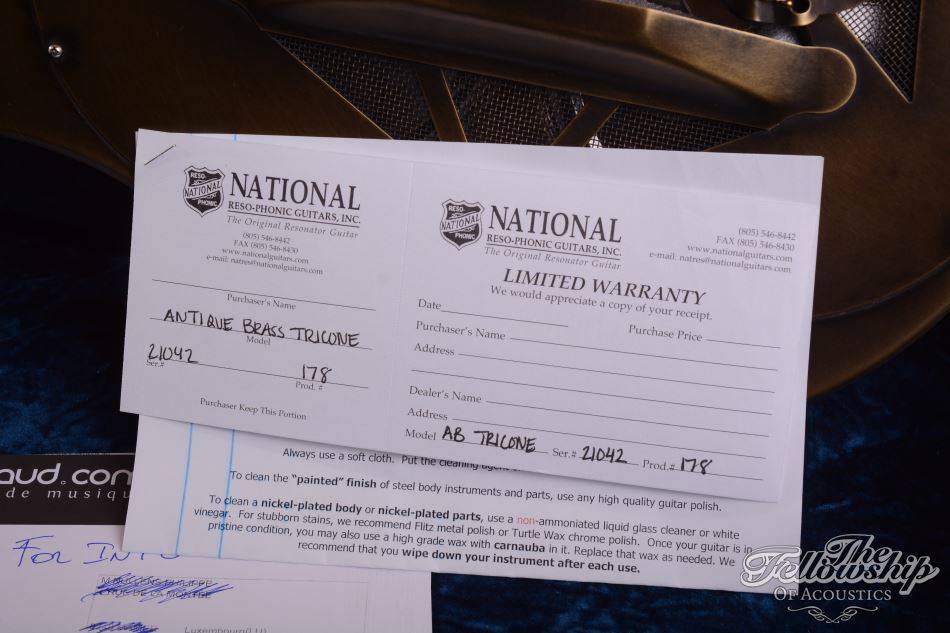 RESO-
NATIONAL
PHONIC
NATIONAL
RESO-PHONIC GUITARS, INC.
The Original Resonator Guitar
(805) 546-8442
FAX (805) 546-8430
www.nationalguitars.com
e-mail: natres@nationalguitars.com
Purchaser's Name
ANTIQUE BRASS TRICONE
Model
21042
Ser.#
178
Prod. #
Purchaser Keep This Portion
RESO-
NATIONAL
PHONIC
NATIONAL
RESO-PHONIC GUITARS, INC.
The Original Resonator Guitar
(805) 546-8442
FAX (805) 546-8430
www.nationalguitars.com
e-mail: natres@nationalguitars.com
LIMITED WARRANTY
We would appreciate a copy of your receipt.
Date
Purchase Price
Purchaser's Name
Address
Dealer's Name
Address
Model AB TRICONE Ser.# 21042 Prod.# 178
Always use a soft cloth. Put the cleaning agent
To clean the "painted" finish of steel body instruments and parts, use any high quality guitar polish.
To clean a nickel-plated body or nickel-plated parts, use a non-ammoniated liquid glass cleaner or white
vinegar. For stubborn stains, we recommend Flitz metal polish or Turtle Wax chrome polish. Once your guitar is in
pristine condition, you may also use a high grade wax with carnauba in it. Replace that wax as needed. We
recommend that you wipe down your instrument after each use.
aud.com
de musiqu
FOR INFO
Luxembourg(LU)
The
Fellowship
OF ACOUSTICS